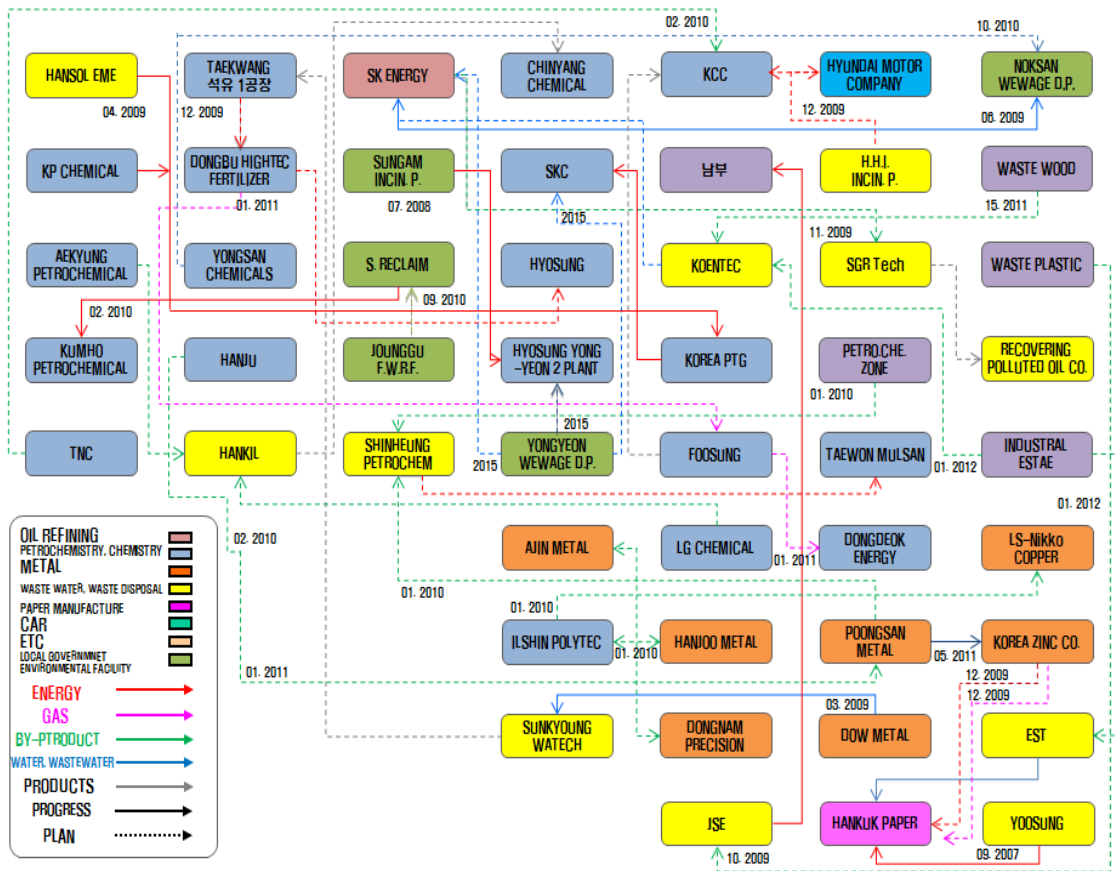 02. 2010
10. 2010
HANSOL EME
TAEKWANG
석유 1공장
SK ENERGY
CHINYANG
CHEMICAL
KCC
HYUNDAI MOTOR
COMPANY
NOKSAN
WEWAGE D.P.
04. 2009
12. 2009
12. 2009
06. 2009
KP CHEMICAL
DONGBU HIGHTEC
FERTILIZER
SUNGAM
INCIN. P.
SKC
남부
H.H.I.
INCIN. P.
WASTE WOOD
01. 2011
07. 2008
2015
15. 2011
11. 2009
AEKYUNG
PETROCHEMICAL
YONGSAN
CHEMICALS
S. RECLAIM
HYOSUNG
KOENTEC
SGR Tech
WASTE PLASTIC
02. 2010
09. 2010
KUMHO
PETROCHEMICAL
HANJU
JOUNGGU
F.W.R.F.
HYOSUNG YONG
-YEON 2 PLANT
KOREA PTG
PETRO.CHE.
ZONE
RECOVERING
POLLUTED OIL CO.
01. 2010
2015
TNC
HANKIL
SHINHEUNG
PETROCHEM
2015
YONGYEON
WEWAGE D.P.
FOOSUNG
TAEWON MULSAN
01. 2012
INDUSTRAL
ESTAE
01. 2012
OIL REFINING
PETROCHEMISTRY. CHEMISTRY
METAL
WASTE WATER, WASTE DISPOSAL
PAPER MANUFACTURE
CAR
ETC
LOCAL GOVERNMNET
ENVIRONMENTAL FACILITY
ENERGY
GAS
BY-PTRODUCT
WATER, WASTEWATER
PRODUCTS
PROGRESS
PLAN
02. 2010
AJIN METAL
LG CHEMICAL
01. 2011
DONGDEOK
ENERGY
LS-Nikko
COPPER
01. 2010
01. 2010
ILSHIN POLYTEC
01. 2010
HANJOO METAL
POONGSAN
METAL
05. 2011
KOREA ZINC CO.
01. 2011
12. 2009
12. 2009
03. 2009
SUNKYOUNG
WATECH
DONGNAM
PRECISION
DOW METAL
EST
JSE
HANKUK PAPER
YOOSUNG
10. 2009
09. 2007